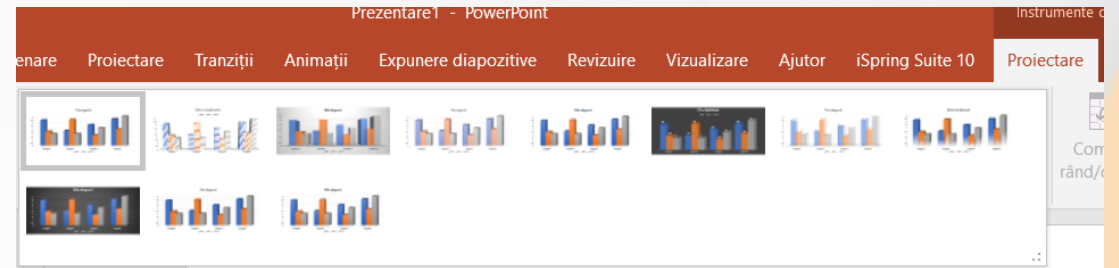 Prezentare1 - PowerPoint
Instrumente d
enare Proiectare Tranziții Animații Expunere diapozitive Revizuire Vizualizare Ajutor iSpring Suite 10 Proiectare
Com
rând/c